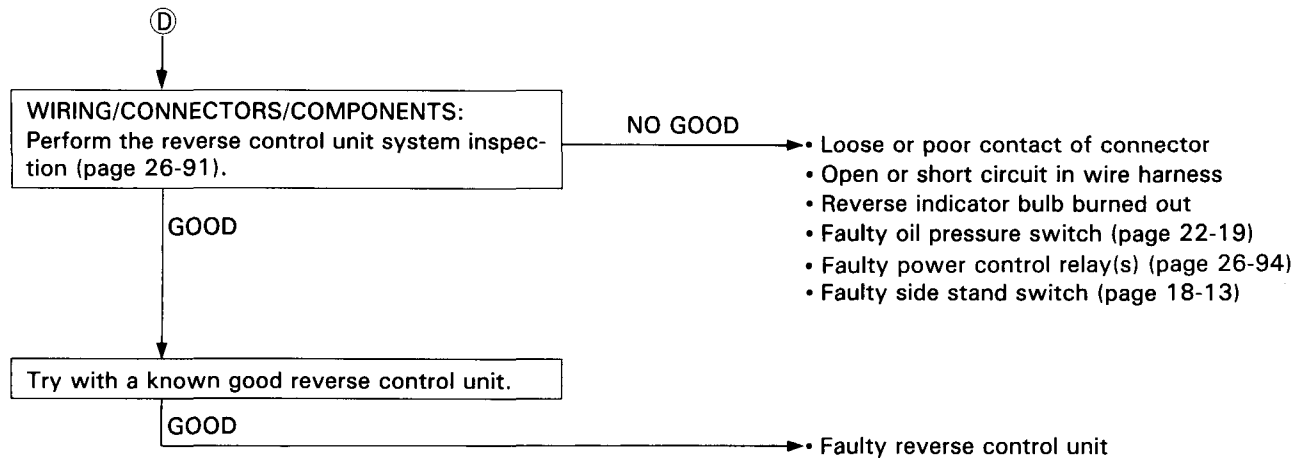 D
WIRING/CONNECTORS/COMPONENTS:
Perform the reverse control unit system inspec-
tion (page 26-91).
NO GOOD
• Loose or poor contact of connector
• Open or short circuit in wire harness
• Reverse indicator bulb burned out
• Faulty oil pressure switch (page 22-19)
• Faulty power control relay(s) (page 26-94)
• Faulty side stand switch (page 18-13)
GOOD
Try with a known good reverse control unit.
GOOD
• Faulty reverse control unit